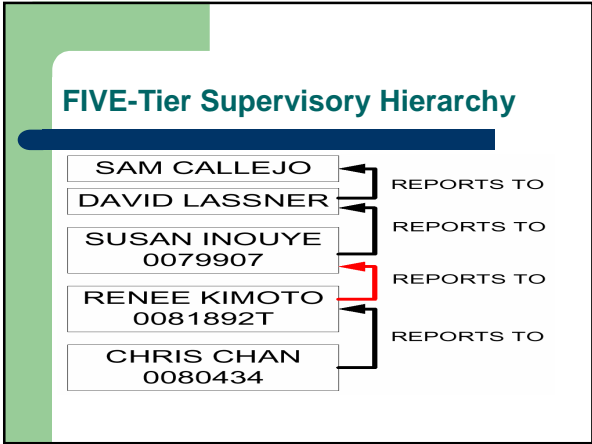 FIVE-Tier Supervisory Hierarchy
SAM CALLEJO
REPORTS TO
DAVID LASSNER
REPORTS TO
SUSAN INOUYE
0079907
REPORTS TO
RENEE KIMOTO
0081892T
REPORTS TO
CHRIS CHAN
0080434